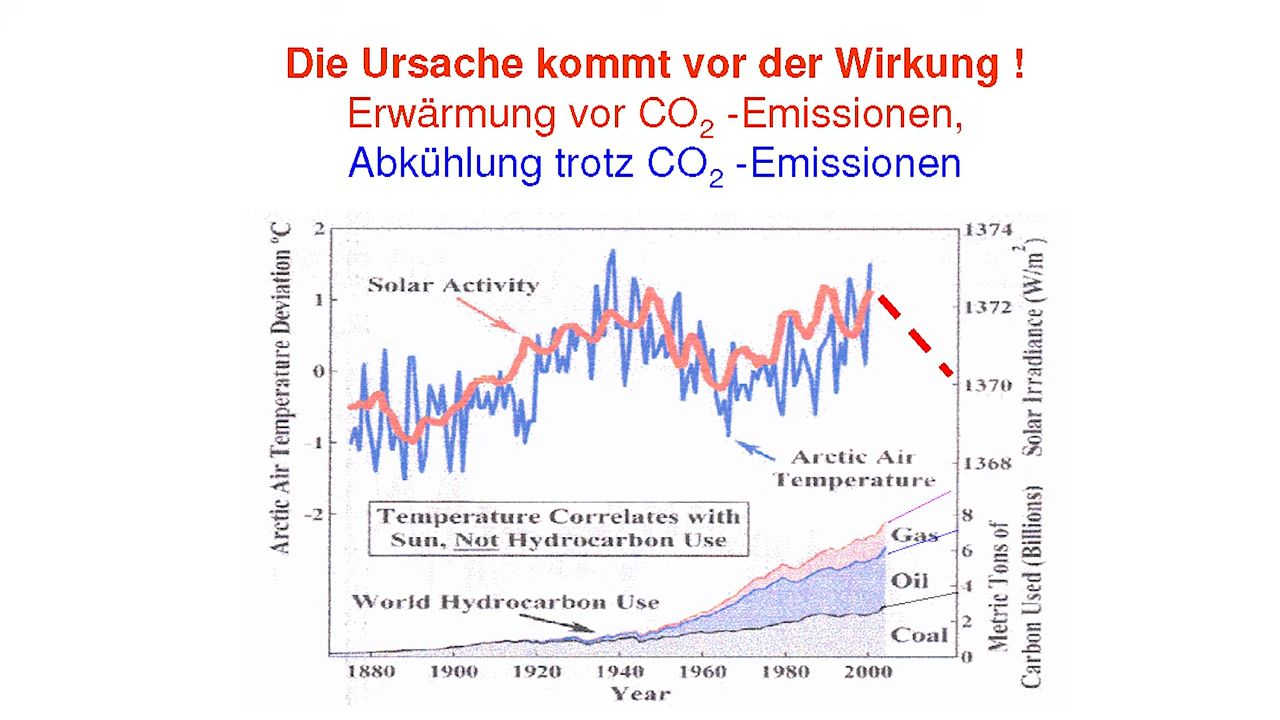 Die Ursache kommt vor der Wirkung !
Erwärmung vor CO₂ -Emissionen,
Abkühlung trotz CO₂ -Emissionen
Arctic Air Temperature Deviation ºC
2
1
0
-1
-2
Solar Activity
Arctic Air
Temperature
Temperature Correlates with
Sun, Not Hydrocarbon Use
World Hydrocarbon Use
Gas
Oil
Coal
1374
1372
1370
1368
Solar Irradiance (W/m²)
8
6
4
2
0
Metric Tons of
Carbon Used (Billions)
1880 1900 1920 1940 1960 1980 2000
Year